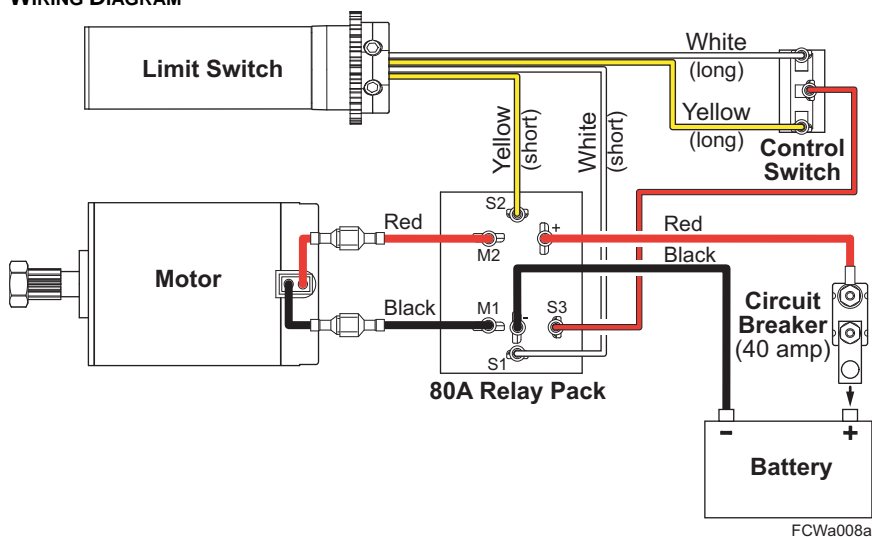 WIRING DIAGRAM
Limit Switch
White
(long)
Yellow
(long)
Control
Switch
Yellow
(short)
White
(short)
S2
+
Red
M2
Red
Black
Motor
Black
M1
-
S3
S1
80A Relay Pack
Circuit
Breaker
(40 amp)
-
+
Battery
FCWa008a